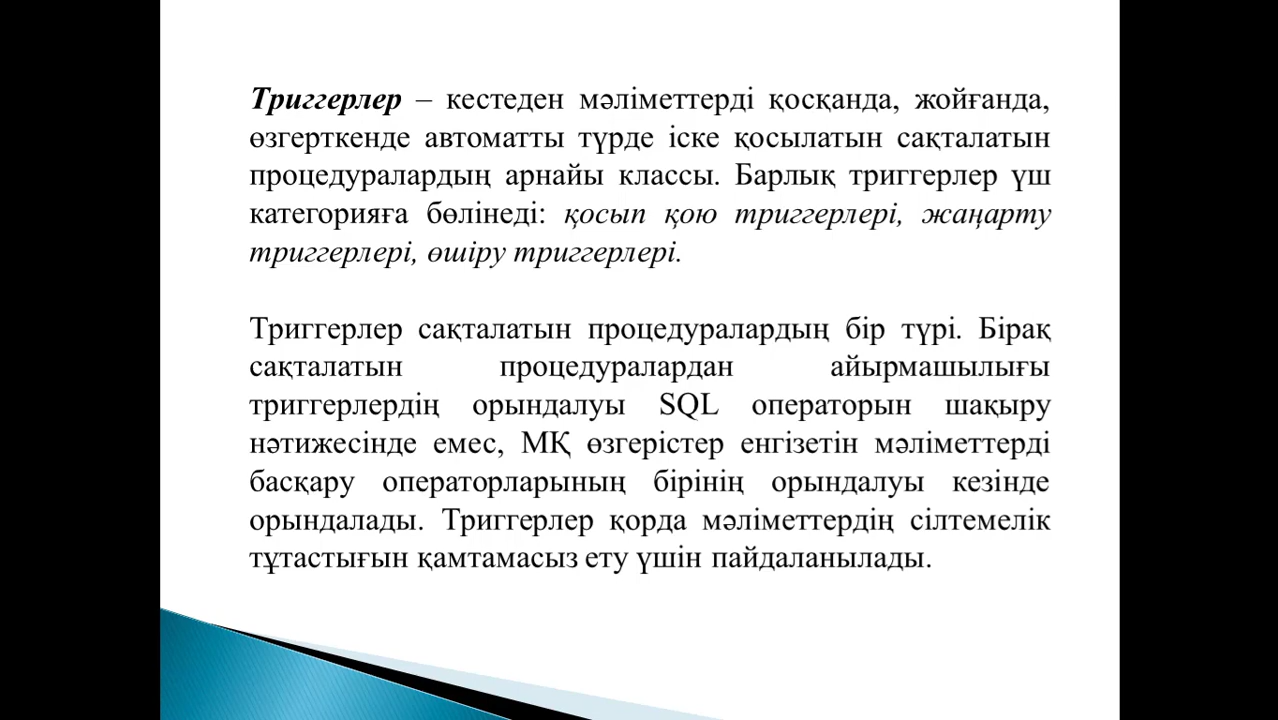 Триггерлер – кестеден мәліметтерді қосқанда, жойғанда,
өзгерткенде автоматты түрде іске қосылатын сақталатын
процедуралардың арнайы классы. Барлық триггерлер үш
категорияға бөлінеді: қосып қою триггерлері, жаңарту
триггерлері, өшіру триггерлері.
Триггерлер сақталатын процедуралардың бір түрі. Бірақ
сақталатын процедуралардан айырмашылығы
триггерлердің орындалуы SQL операторын шақыру
нәтижесінде емес, МҚ өзгерістер енгізетін мәліметтерді
басқару операторларының бірінің орындалуы кезінде
орындалады. Триггерлер қорда мәліметтердің сілтемелік
тұтастығын қамтамасыз ету үшін пайдаланылады.